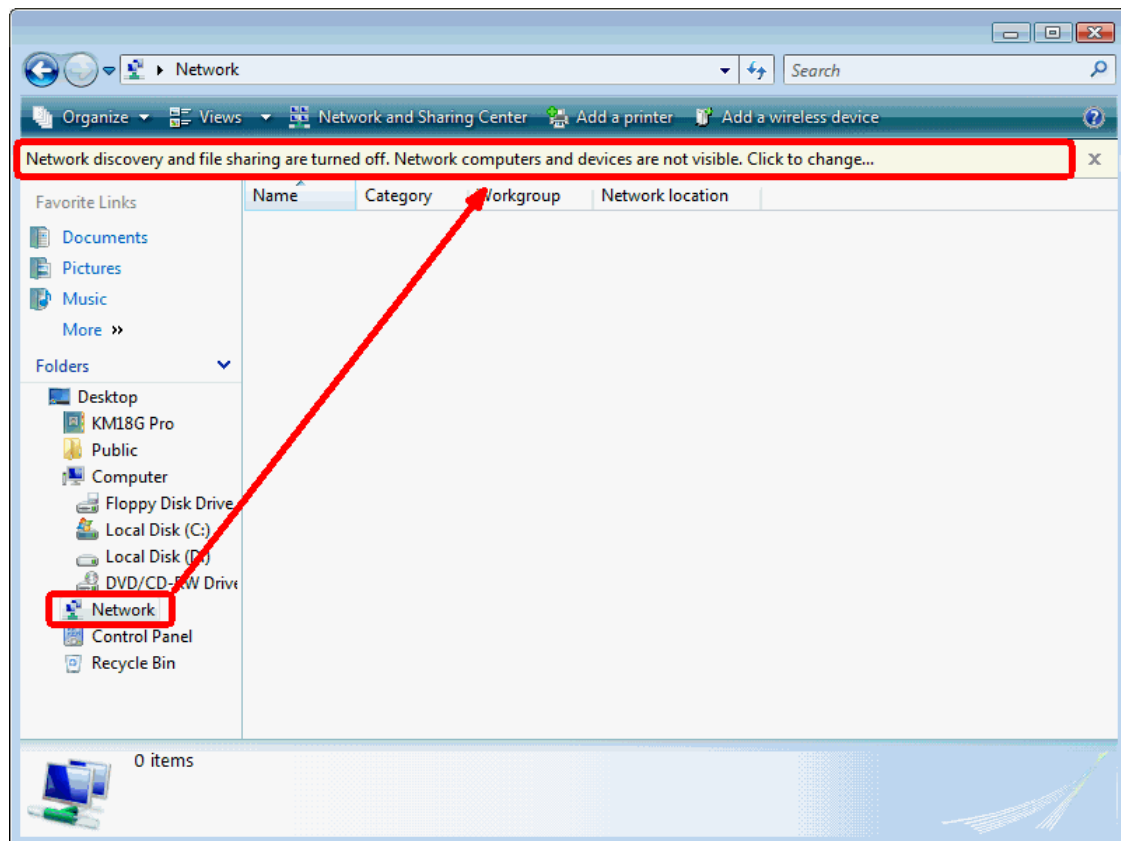 Network
Search
Organize Views Network and Sharing Center Add a printer Add a wireless device
Network discovery and file sharing are turned off. Network computers and devices are not visible. Click to change...
Name Category Workgroup Network location
Favorite Links
Documents
Pictures
Music
More »
Folders
Desktop
KM18G Pro
Public
Computer
Floppy Disk Drive
Local Disk (C:)
Local Disk (D:)
DVD/CD-RW Drive
Network
Control Panel
Recycle Bin
0 items